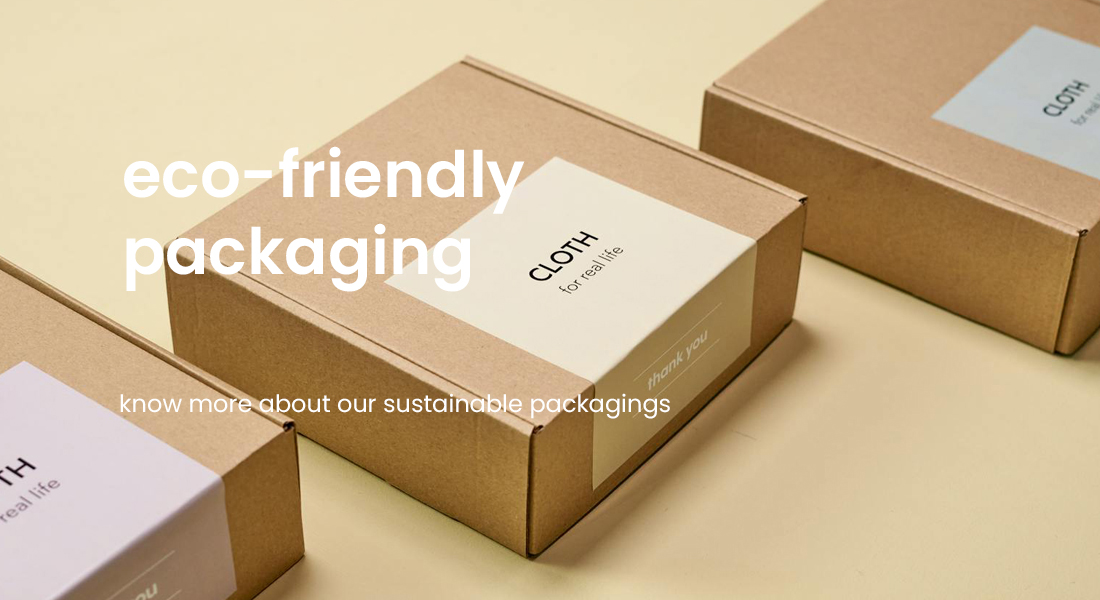 eco-friendly
packaging
know more about our sustainable packagings
CLOTH
for real life
thank you
CLOTH
for real life
TH
real life
ou